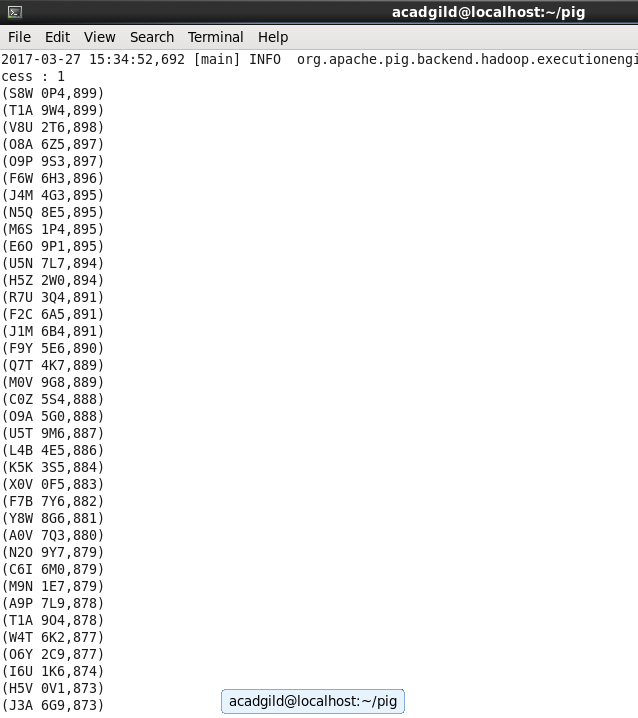 acadgild@localhost:~/pig
File Edit View Search Terminal Help
2017-03-27 15:34:52,692 [main] INFO  org.apache.pig.backend.hadoop.executionengi
cess : 1
(S8W 0P4,899)
(T1A 9W4,899)
(V8U 2T6,898)
(O8A 6Z5,897)
(O9P 9S3,897)
(F6W 6H3,896)
(J4M 4G3,895)
(N5Q 8E5,895)
(M6S 1P4,895)
(E6O 9P1,895)
(U5N 7L7,894)
(H5Z 2W0,894)
(R7U 3Q4,891)
(F2C 6A5,891)
(J1M 6B4,891)
(F9Y 5E6,890)
(Q7T 4K7,889)
(M0V 9G8,889)
(C0Z 5S4,888)
(O9A 5G0,888)
(U5T 9M6,887)
(L4B 4E5,886)
(K5K 3S5,884)
(X0V 0F5,883)
(F7B 7Y6,882)
(Y8W 8G6,881)
(A0V 7Q3,880)
(N2O 9Y7,879)
(C6I 6M0,879)
(M9N 1E7,879)
(A9P 7L9,878)
(T1A 9O4,878)
(W4T 6K2,877)
(O6Y 2C9,877)
(I6U 1K6,874)
(H5V 0V1,873)
(J3A 6G9,873)
acadgild@localhost:~/pig